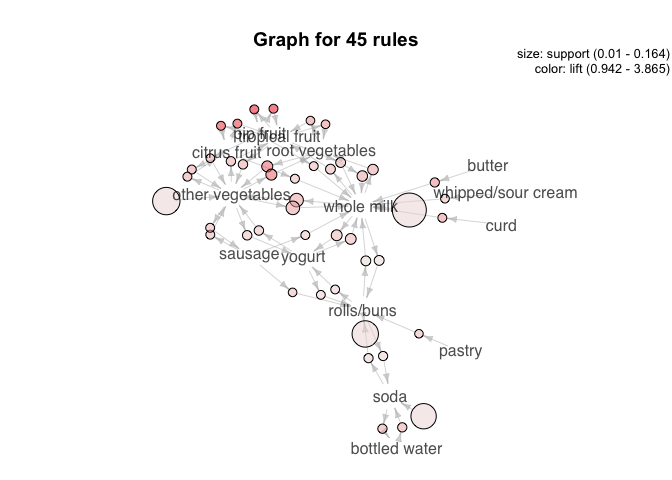 Graph for 45 rules
size: support (0.01 - 0.164)
color: lift (0.942 - 3.865)
pip fruit
tropical fruit
citrus fruit
root vegetables
butter
other vegetables
whole milk
whipped/sour cream
curd
sausage
yogurt
rolls/buns
pastry
soda
bottled water